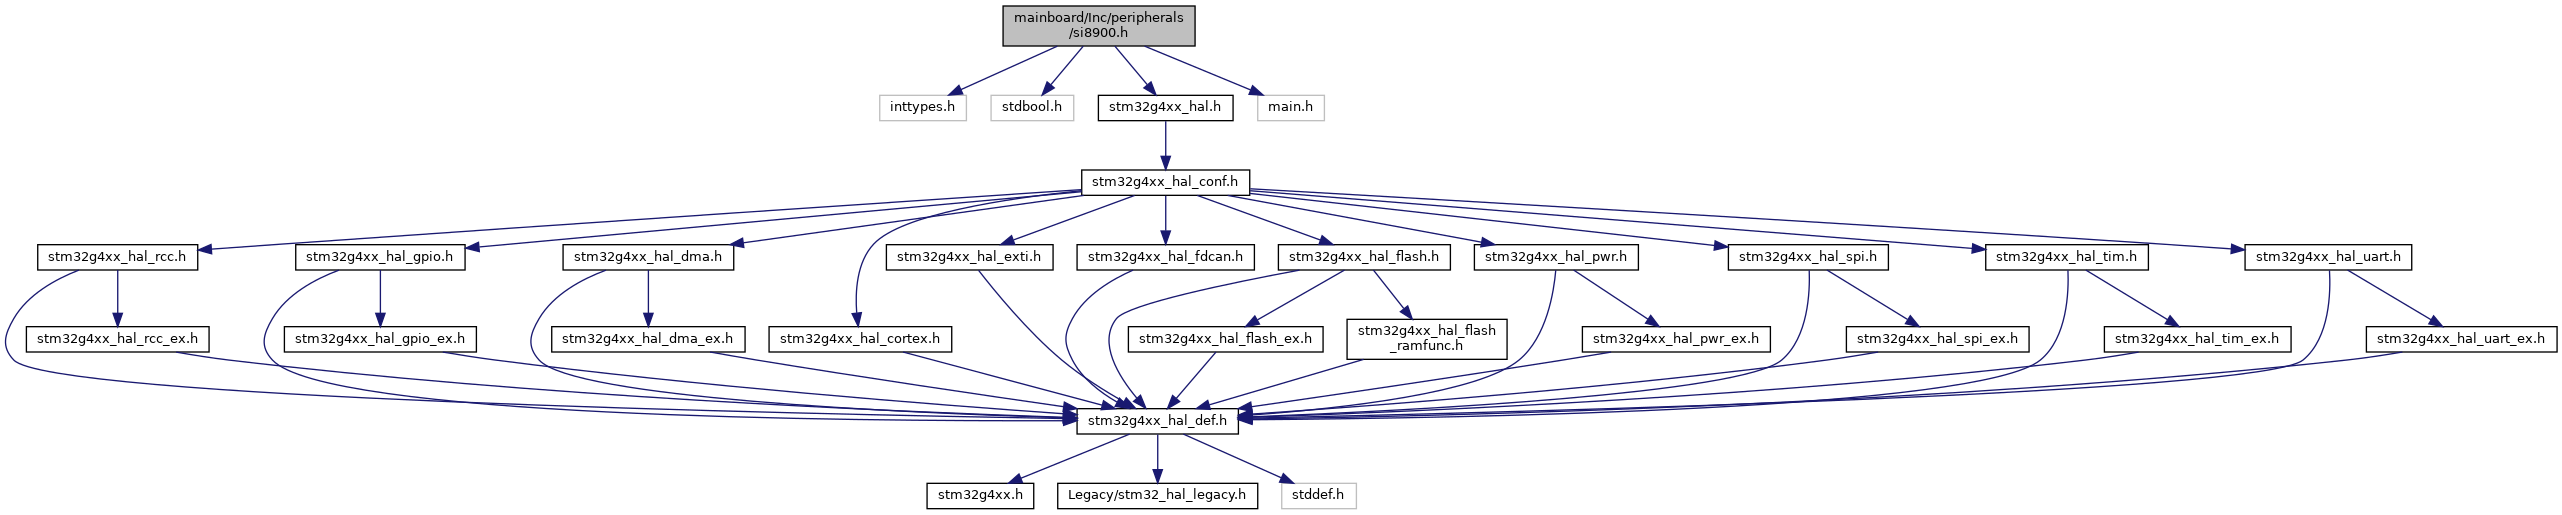 mainboard/Inc/peripherals
/si8900.h
inttypes.h
stdbool.h
stm32g4xx_hal.h
main.h
stm32g4xx_hal_conf.h
stm32g4xx_hal_rcc.h
stm32g4xx_hal_gpio.h
stm32g4xx_hal_dma.h
stm32g4xx_hal_exti.h
stm32g4xx_hal_fdcan.h
stm32g4xx_hal_flash.h
stm32g4xx_hal_pwr.h
stm32g4xx_hal_spi.h
stm32g4xx_hal_tim.h
stm32g4xx_hal_uart.h
stm32g4xx_hal_rcc_ex.h
stm32g4xx_hal_gpio_ex.h
stm32g4xx_hal_dma_ex.h
stm32g4xx_hal_cortex.h
stm32g4xx_hal_flash_ex.h
stm32g4xx_hal_flash
_ramfunc.h
stm32g4xx_hal_pwr_ex.h
stm32g4xx_hal_spi_ex.h
stm32g4xx_hal_tim_ex.h
stm32g4xx_hal_uart_ex.h
stm32g4xx_hal_def.h
stm32g4xx.h
Legacy/stm32_hal_legacy.h
stddef.h